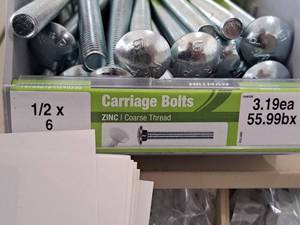 Carriage Bolts
ZINC | Coarse Thread
1/2 x
6
3.19ea
55.99bx